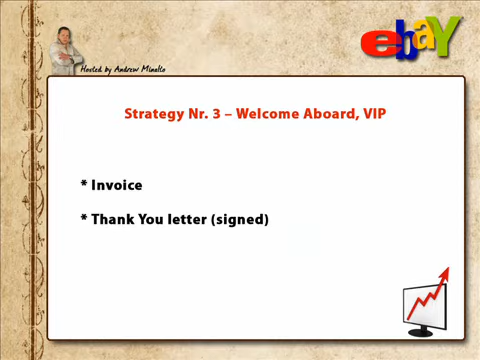 ebaY
Hosted by Andrew Minalto
Strategy Nr. 3 – Welcome Aboard, VIP
* Invoice
* Thank You letter (signed)